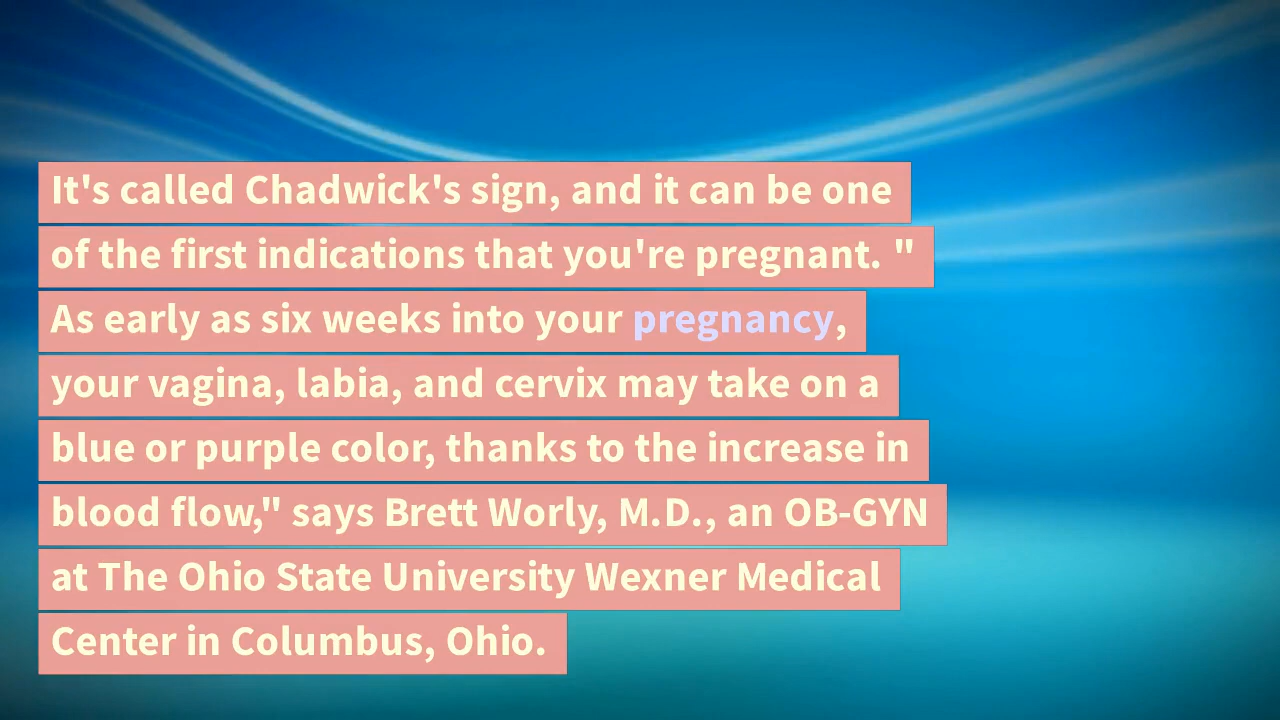 It's called Chadwick's sign, and it can be one
of the first indications that you're pregnant. "
As early as six weeks into your pregnancy,
your vagina, labia, and cervix may take on a
blue or purple color, thanks to the increase in
blood flow," says Brett Worly, M.D., an OB-GYN
at The Ohio State University Wexner Medical
Center in Columbus, Ohio.